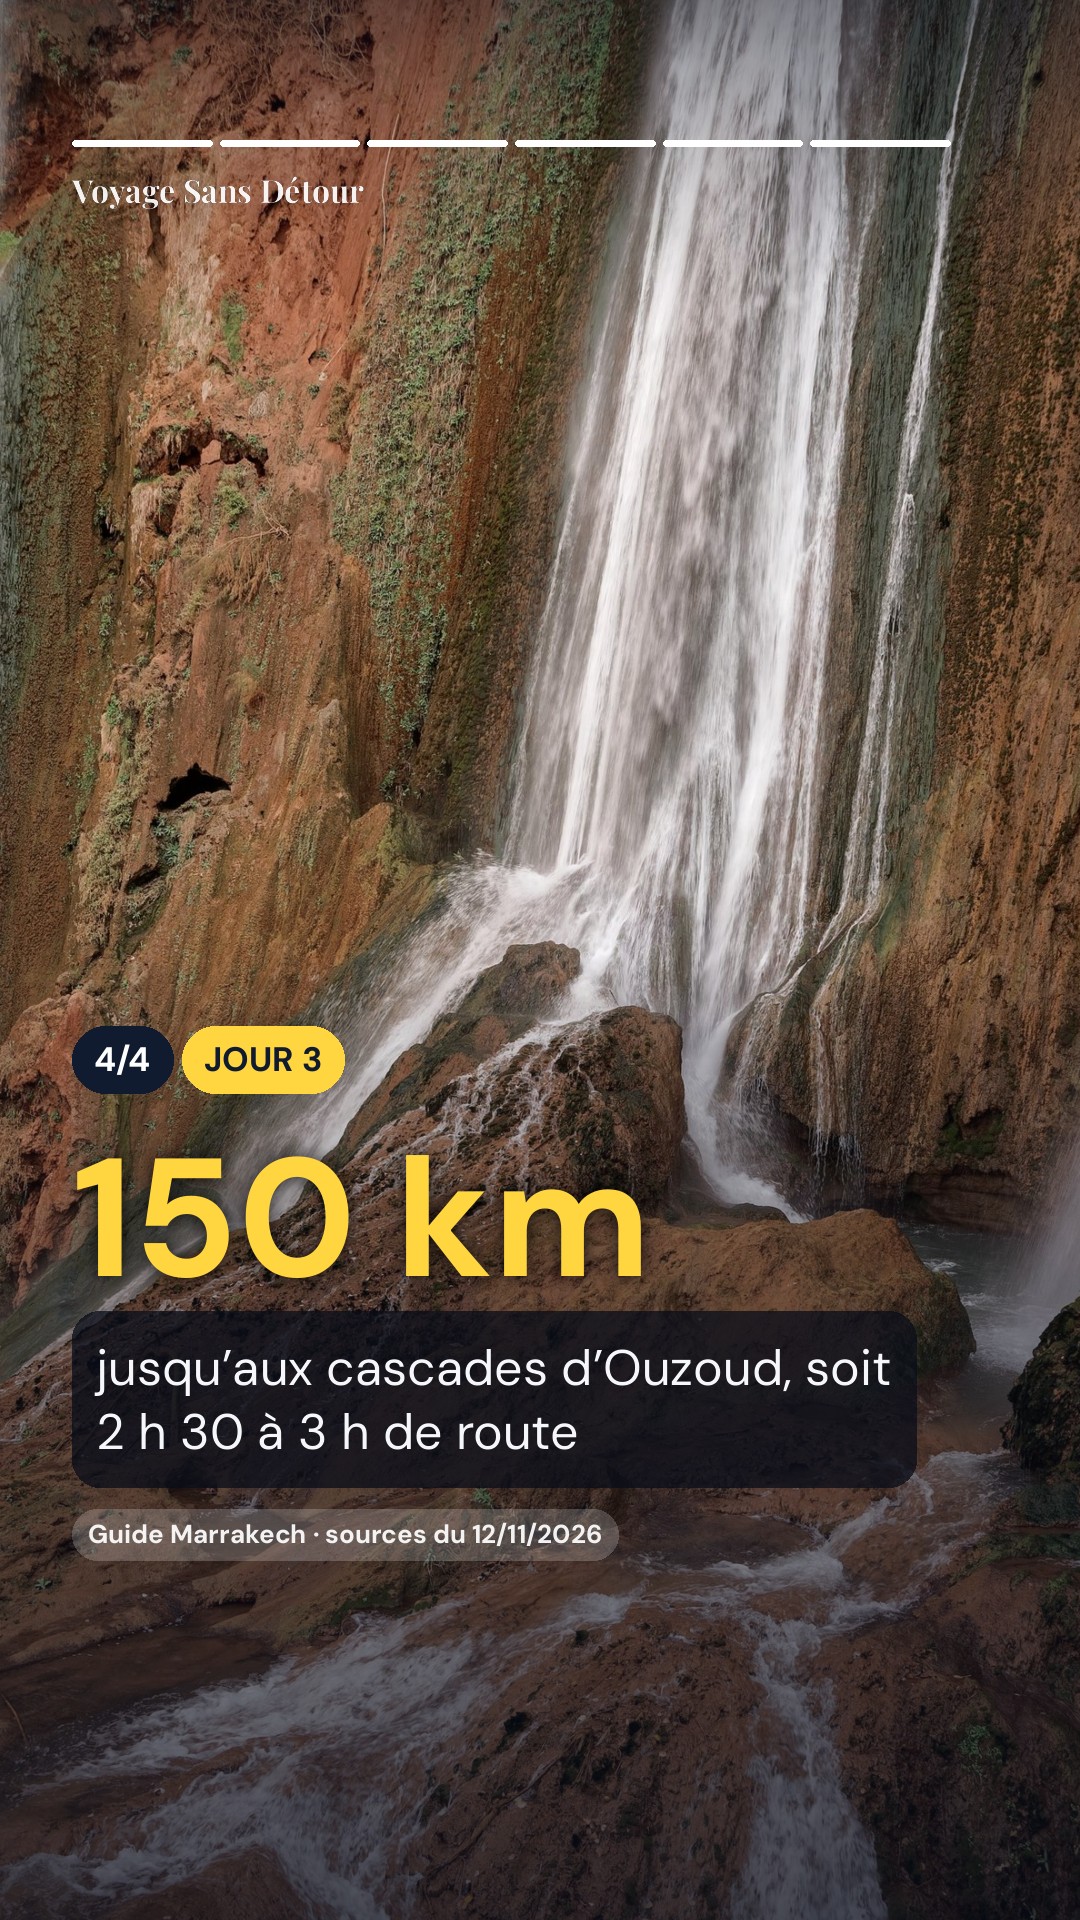 Voyage Sans Détour
4/4
JOUR 3
150 km
jusqu’aux cascades d’Ouzoud, soit
2 h 30 à 3 h de route
Guide Marrakech · sources du 12/11/2026